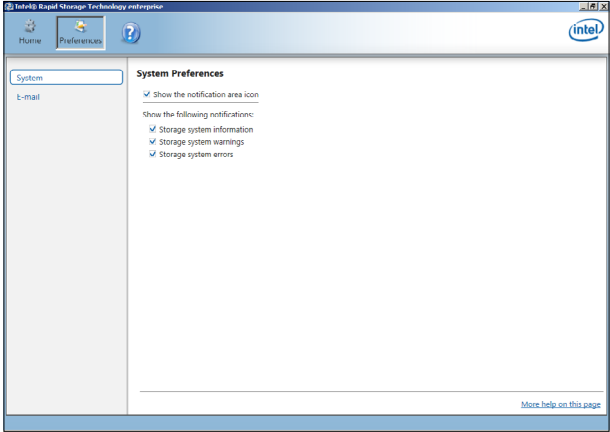 Intel® Rapid Storage Technology enterprise
Home
Preferences
?
intel
System
E-mail
System Preferences
Show the notification area icon
Show the following notifications:
Storage system information
Storage system warnings
Storage system errors
More help on this page